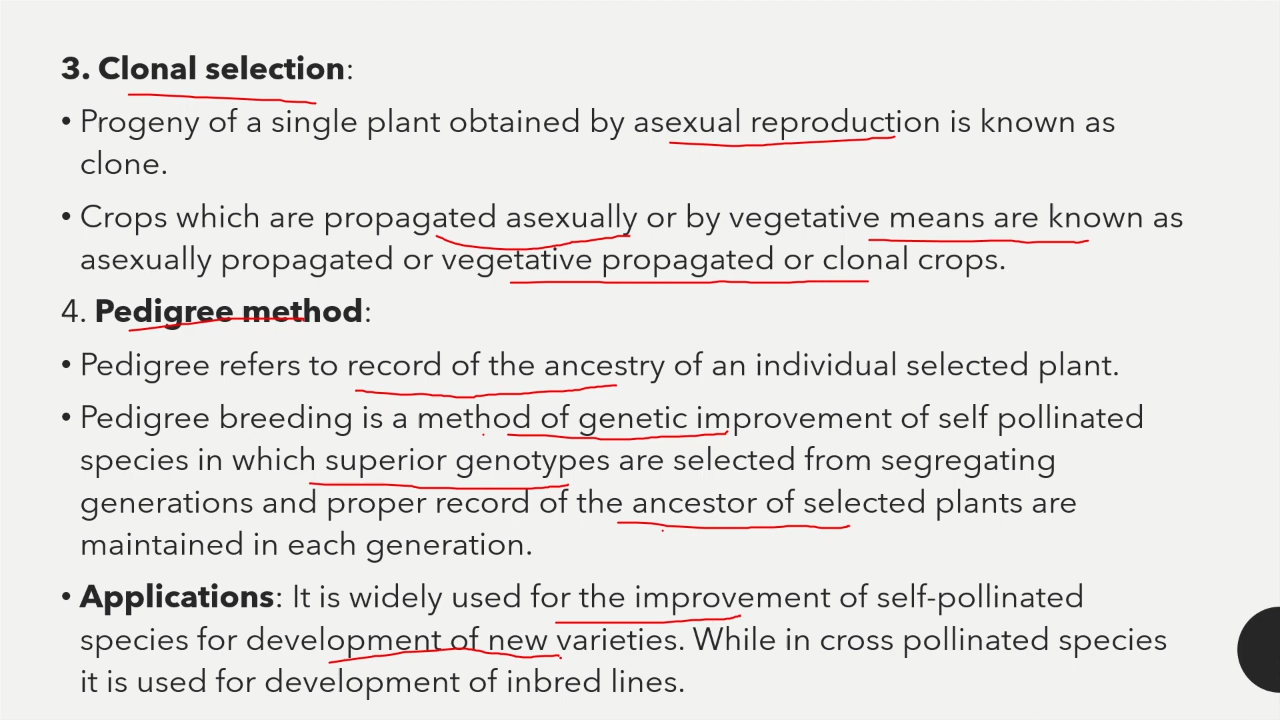 3. Clonal selection:
• Progeny of a single plant obtained by asexual reproduction is known as
clone.
• Crops which are propagated asexually or by vegetative means are known as
asexually propagated or vegetative propagated or clonal crops.
4. Pedigree method:
• Pedigree refers to record of the ancestry of an individual selected plant.
• Pedigree breeding is a method of genetic improvement of self pollinated
species in which superior genotypes are selected from segregating
generations and proper record of the ancestor of selected plants are
maintained in each generation.
• Applications: It is widely used for the improvement of self-pollinated
species for development of new varieties. While in cross pollinated species
it is used for development of inbred lines.